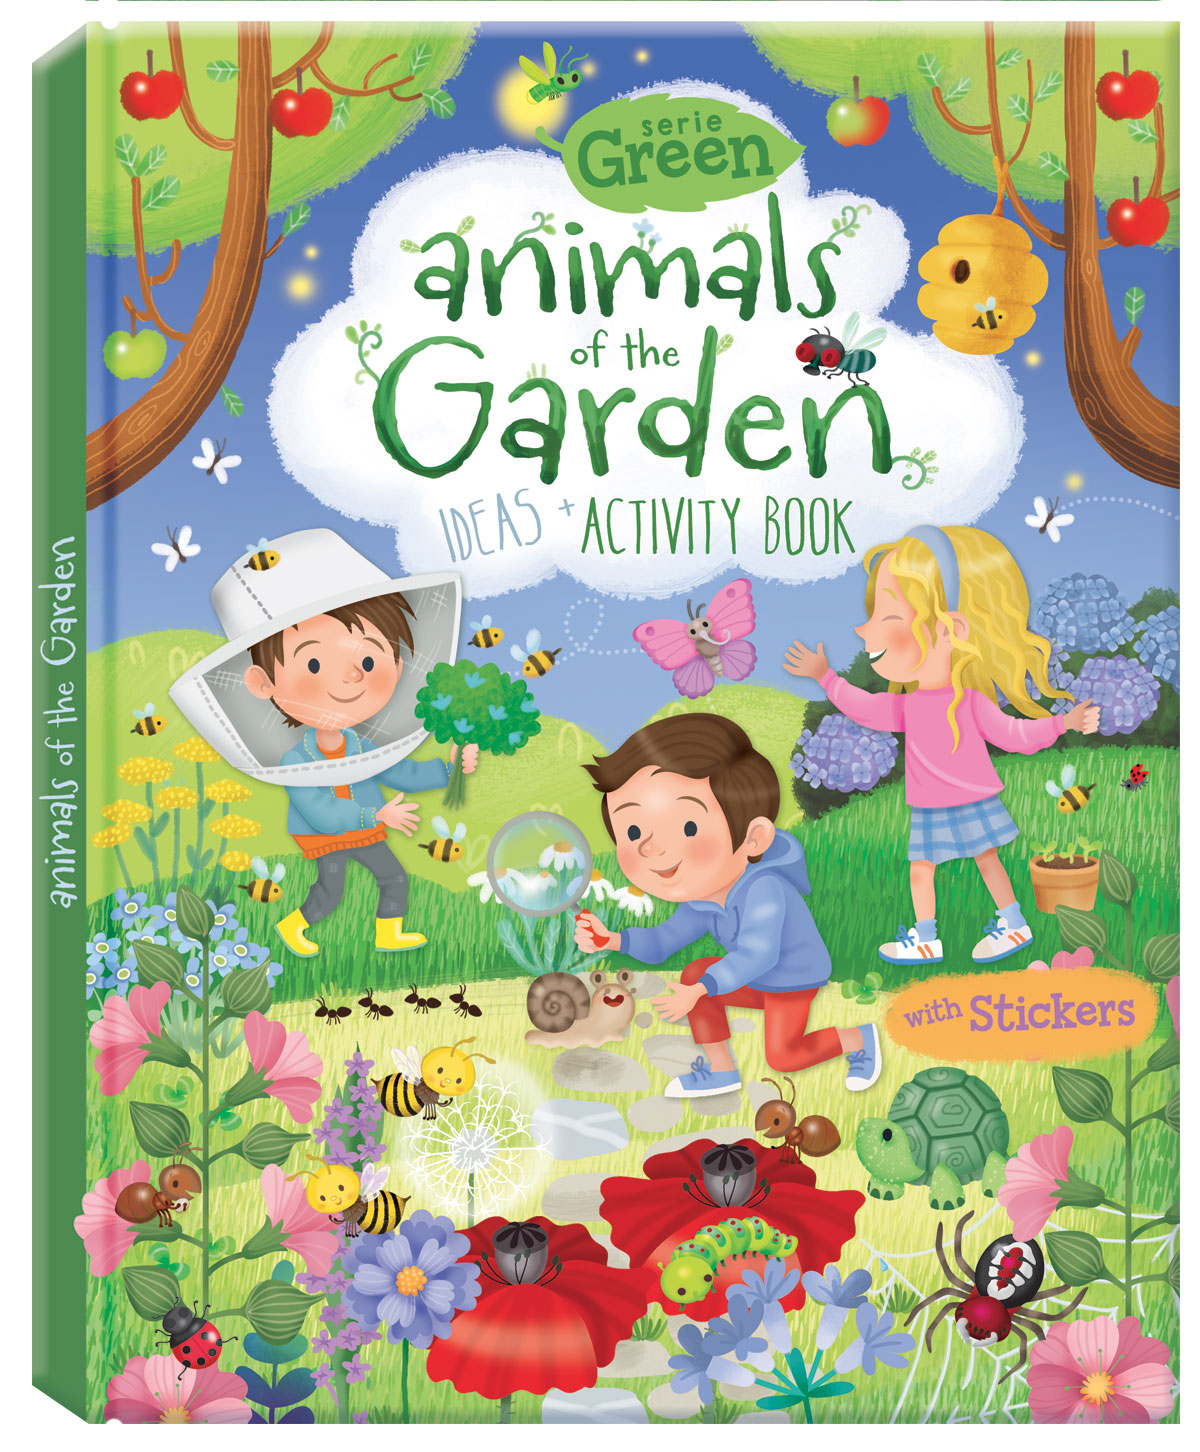 serie
Green
animals
of the
Garden
IDEAS + ACTIVITY BOOK
with Stickers
animals of the Garden